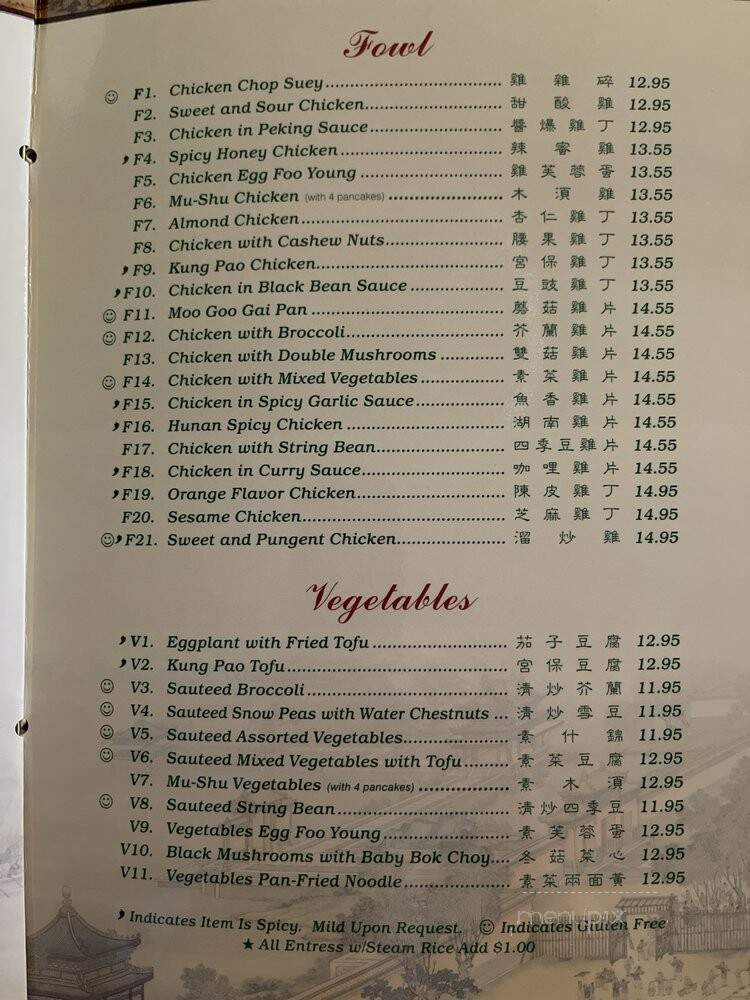 Fowl
☺ F1. Chicken Chop Suey 雞雜碎 12.95
F2. Sweet and Sour Chicken 甜酸雞 12.95
F3. Chicken in Peking Sauce 醬爆雞丁 12.95
❜F4. Spicy Honey Chicken 辣蜜雞 13.55
F5. Chicken Egg Foo Young 雞芙蓉蛋 13.55
F6. Mu-Shu Chicken (with 4 pancakes) 木須雞 13.55
F7. Almond Chicken 杏仁雞丁 13.55
F8. Chicken with Cashew Nuts 腰果雞丁 13.55
❜F9. Kung Pao Chicken 宮保雞丁 13.55
❜F10. Chicken in Black Bean Sauce 豆豉雞丁 13.55
☺ F11. Moo Goo Gai Pan 蘑菇雞片 14.55
☺ F12. Chicken with Broccoli 芥蘭雞片 14.55
F13. Chicken with Double Mushrooms 雙菇雞片 14.55
☺ F14. Chicken with Mixed Vegetables 素菜雞片 14.55
❜F15. Chicken in Spicy Garlic Sauce 魚香雞片 14.55
❜F16. Hunan Spicy Chicken 湖南雞片 14.55
F17. Chicken with String Bean 四季豆雞片 14.55
❜F18. Chicken in Curry Sauce 咖哩雞片 14.55
❜F19. Orange Flavor Chicken 陳皮雞丁 14.95
F20. Sesame Chicken 芝麻雞丁 14.95
☺❜F21. Sweet and Pungent Chicken 溜炒雞 14.95
Vegetables
❜V1. Eggplant with Fried Tofu 茄子豆腐 12.95
❜V2. Kung Pao Tofu 宮保豆腐 12.95
☺ V3. Sauteed Broccoli 清炒芥蘭 11.95
☺ V4. Sauteed Snow Peas with Water Chestnuts 清炒雪豆 11.95
☺ V5. Sauteed Assorted Vegetables 素什錦 11.95
☺ V6. Sauteed Mixed Vegetables with Tofu 素菜豆腐 12.95
V7. Mu-Shu Vegetables (with 4 pancakes) 素木須 12.95
☺ V8. Sauteed String Bean 清炒四季豆 11.95
V9. Vegetables Egg Foo Young 素芙蓉蛋 12.95
V10. Black Mushrooms with Baby Bok Choy 冬菇菜心 12.95
V11. Vegetables Pan-Fried Noodle 素菜兩面黃 12.95
menupix
❜Indicates Item Is Spicy. Mild Upon Request. ☺ Indicates Gluten Free
★ All Entress w/Steam Rice Add $1.00